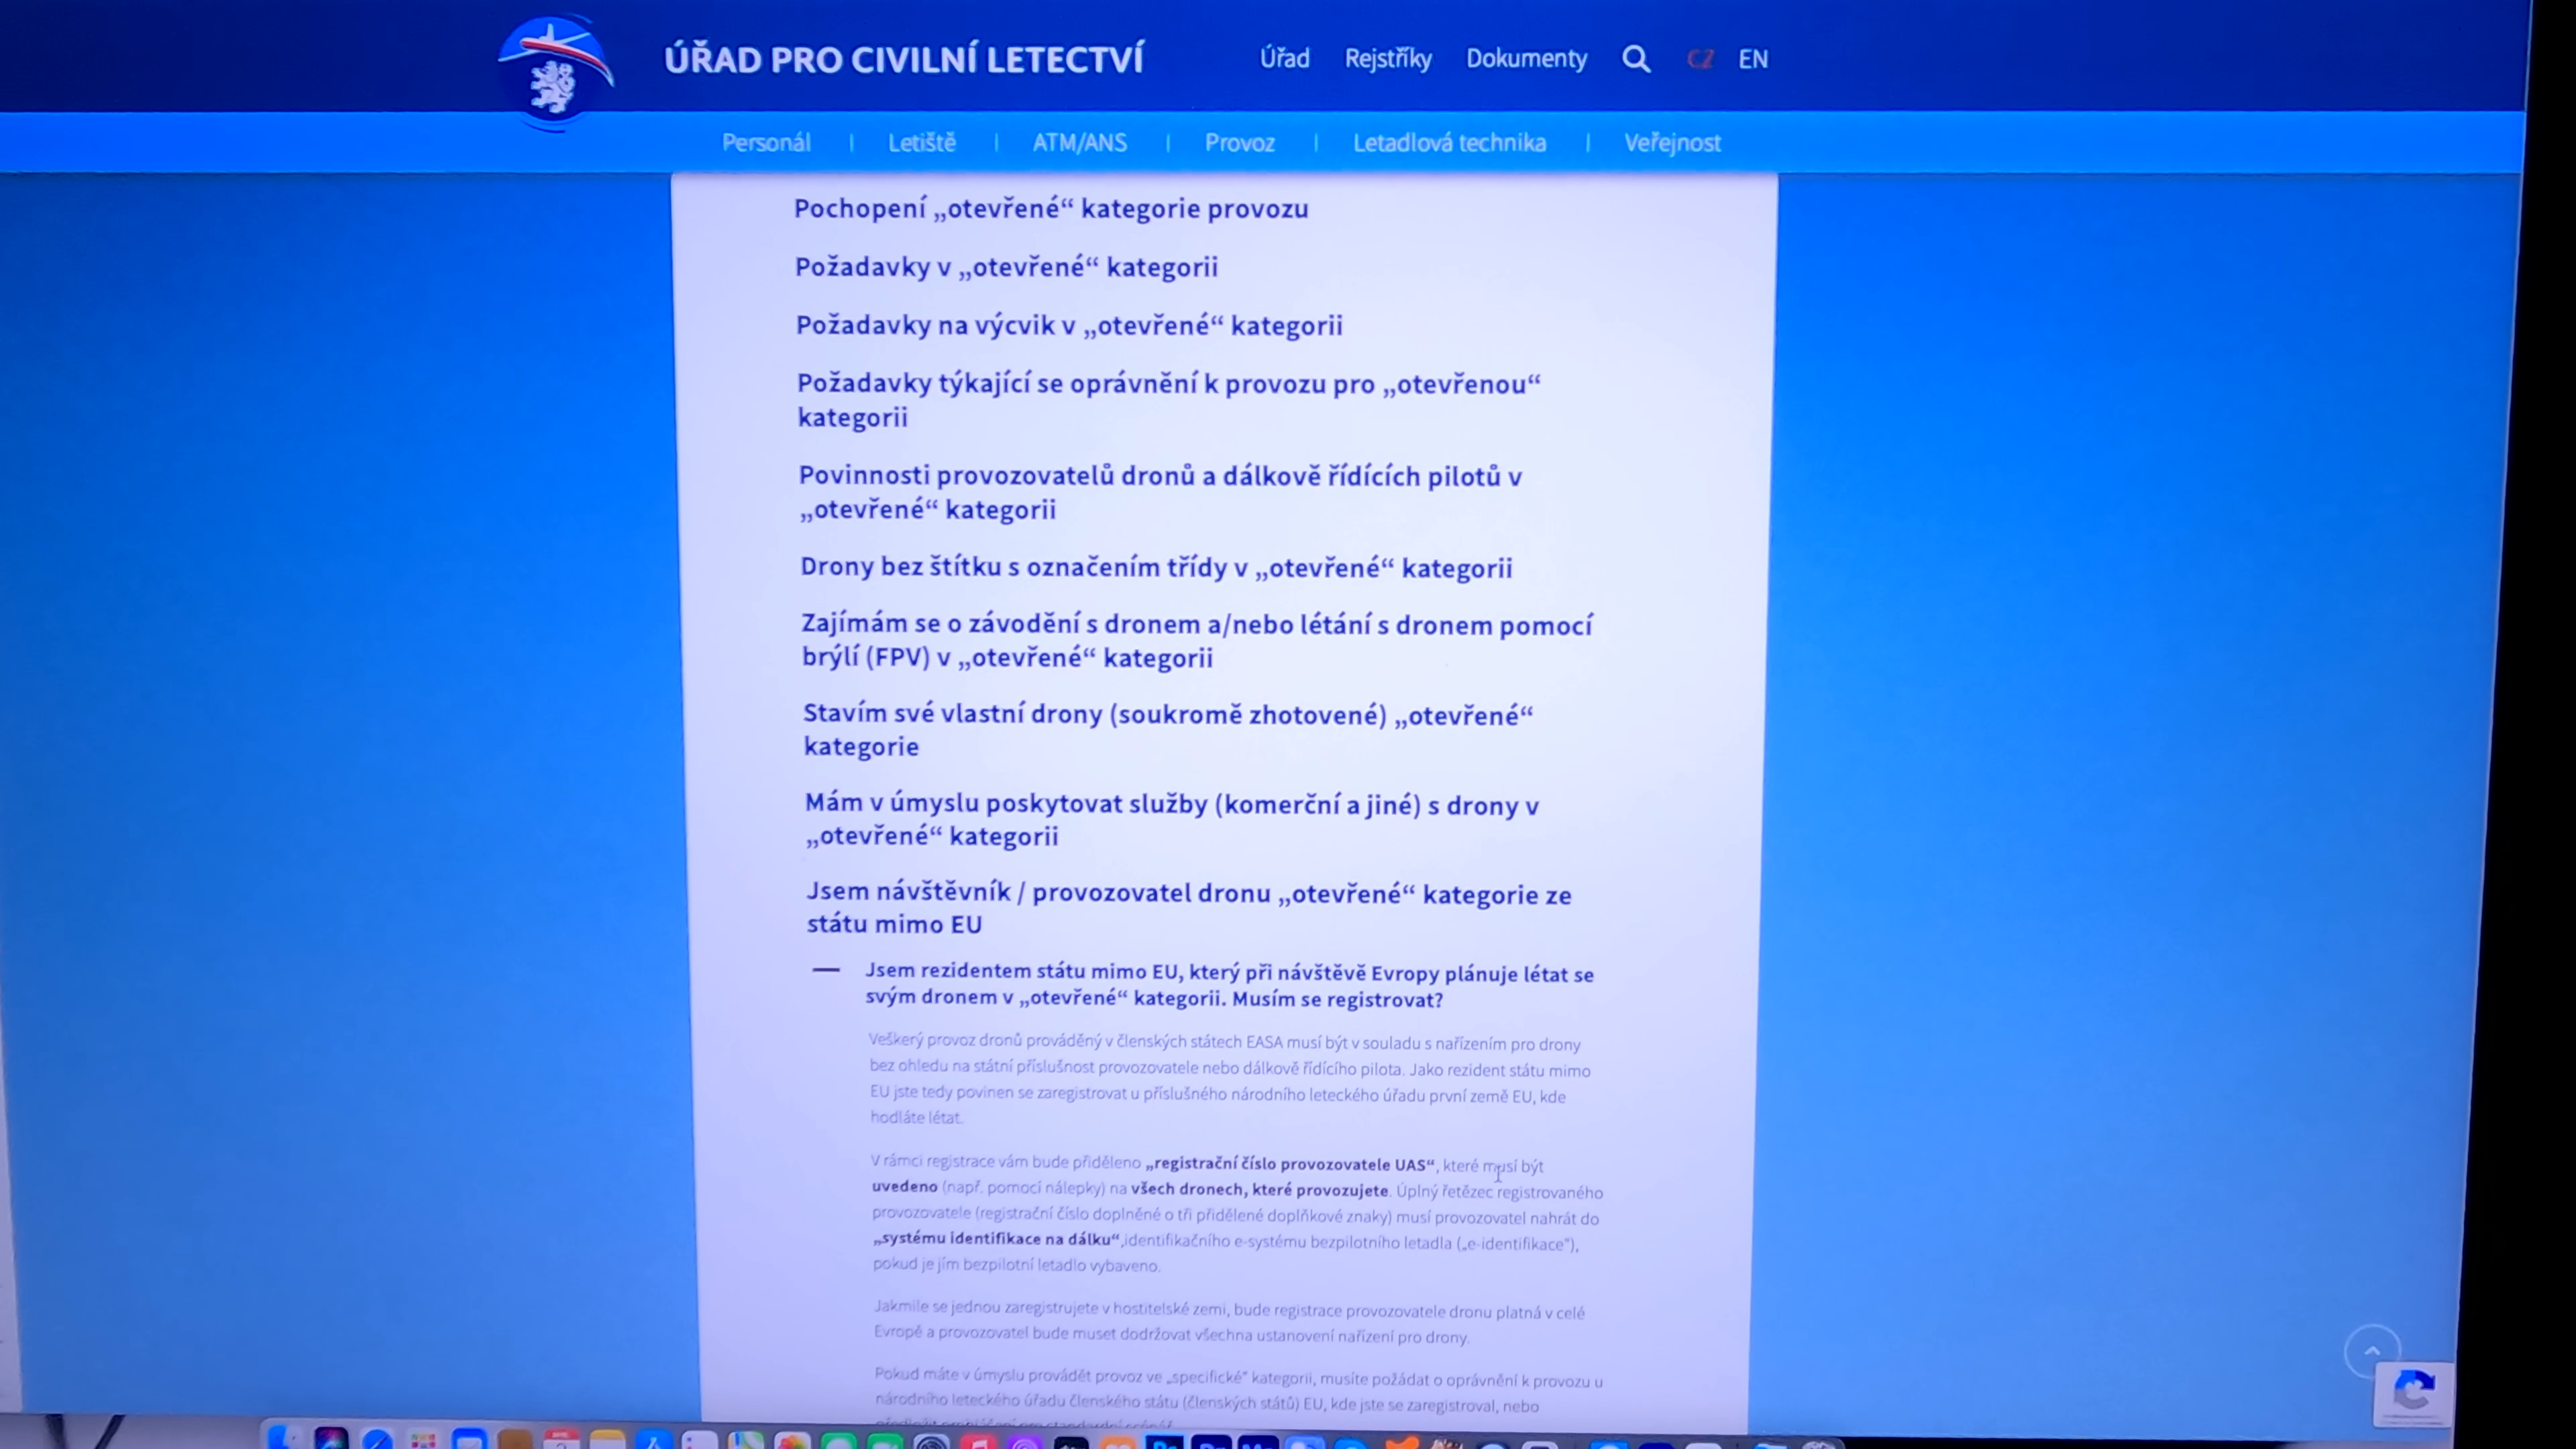 ÚŘAD PRO CIVILNÍ LETECTVÍ
Úřad Rejstříky Dokumenty CZ EN
Personál | Letiště | ATM/ANS | Provoz | Letadlová technika | Veřejnost
Pochopení „otevřené“ kategorie provozu
Požadavky v „otevřené“ kategorii
Požadavky na výcvik v „otevřené“ kategorii
Požadavky týkající se oprávnění k provozu pro „otevřenou“
kategorii
Povinnosti provozovatelů dronů a dálkově řídících pilotů v
„otevřené“ kategorii
Drony bez štítku s označením třídy v „otevřené“ kategorii
Zajímám se o závodění s dronem a/nebo létání s dronem pomocí
brýlí (FPV) v „otevřené“ kategorii
Stavím své vlastní drony (soukromě zhotovené) „otevřené“
kategorie
Mám v úmyslu poskytovat služby (komerční a jiné) s drony v
„otevřené“ kategorii
Jsem návštěvník / provozovatel dronu „otevřené“ kategorie ze
státu mimo EU
— Jsem rezidentem státu mimo EU, který při návštěvě Evropy plánuje létat se
svým dronem v „otevřené“ kategorii. Musím se registrovat?
Veškerý provoz dronů prováděný v členských státech EASA musí být v souladu s nařízením pro drony
bez ohledu na státní příslušnost provozovatele nebo dálkově řídícího pilota. Jako rezident státu mimo
EU jste tedy povinen se zaregistrovat u příslušného národního leteckého úřadu první země EU, kde
hodláte létat.
V rámci registrace vám bude přiděleno „registrační číslo provozovatele UAS“, které musí být
uvedeno (např. pomocí nálepky) na všech dronech, které provozujete. Úplný řetězec registrovaného
provozovatele (registrační číslo doplněné o tři přidělené doplňkové znaky) musí provozovatel nahrát do
„systému identifikace na dálku“,identifikačního e-systému bezpilotního letadla („e-identifikace“),
pokud je jím bezpilotní letadlo vybaveno.
Jakmile se jednou zaregistrujete v hostitelské zemi, bude registrace provozovatele dronu platná v celé
Evropě a provozovatel bude muset dodržovat všechna ustanovení nařízení pro drony.
Pokud máte v úmyslu provádět provoz ve „specifické“ kategorii, musíte požádat o oprávnění k provozu u
národního leteckého úřadu členského státu (členských států) EU, kde jste se zaregistroval, nebo